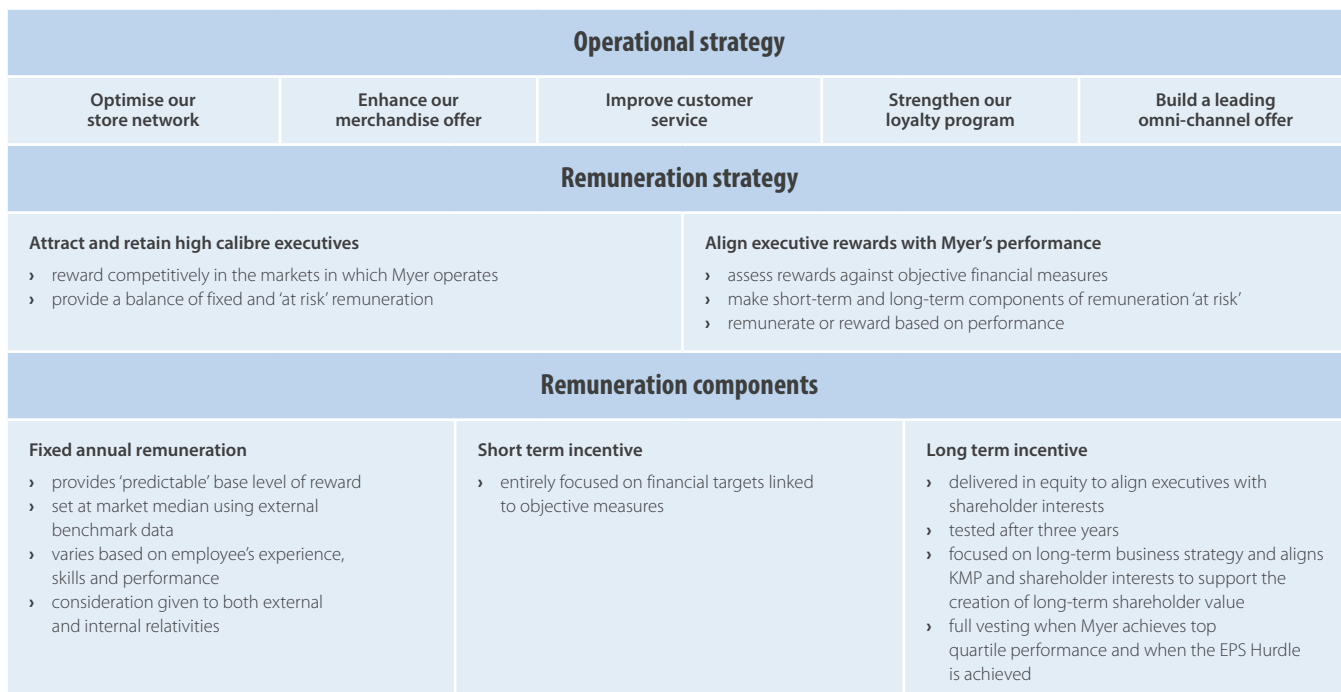 Operational strategy
Optimise our
store network
Enhance our
merchandise offer
Improve customer
service
Strengthen our
loyalty program
Build a leading
omni-channel offer
Remuneration strategy
Attract and retain high calibre executives
› reward competitively in the markets in which Myer operates
› provide a balance of fixed and ‘at risk’ remuneration
Align executive rewards with Myer’s performance
› assess rewards against objective financial measures
› make short-term and long-term components of remuneration ‘at risk’
› remunerate or reward based on performance
Remuneration components
Fixed annual remuneration
› provides ‘predictable’ base level of reward
› set at market median using external
benchmark data
› varies based on employee’s experience,
skills and performance
› consideration given to both external
and internal relativities
Short term incentive
› entirely focused on financial targets linked
to objective measures
Long term incentive
› delivered in equity to align executives with
shareholder interests
› tested after three years
› focused on long-term business strategy and aligns
KMP and shareholder interests to support the
creation of long-term shareholder value
› full vesting when Myer achieves top
quartile performance and when the EPS Hurdle
is achieved